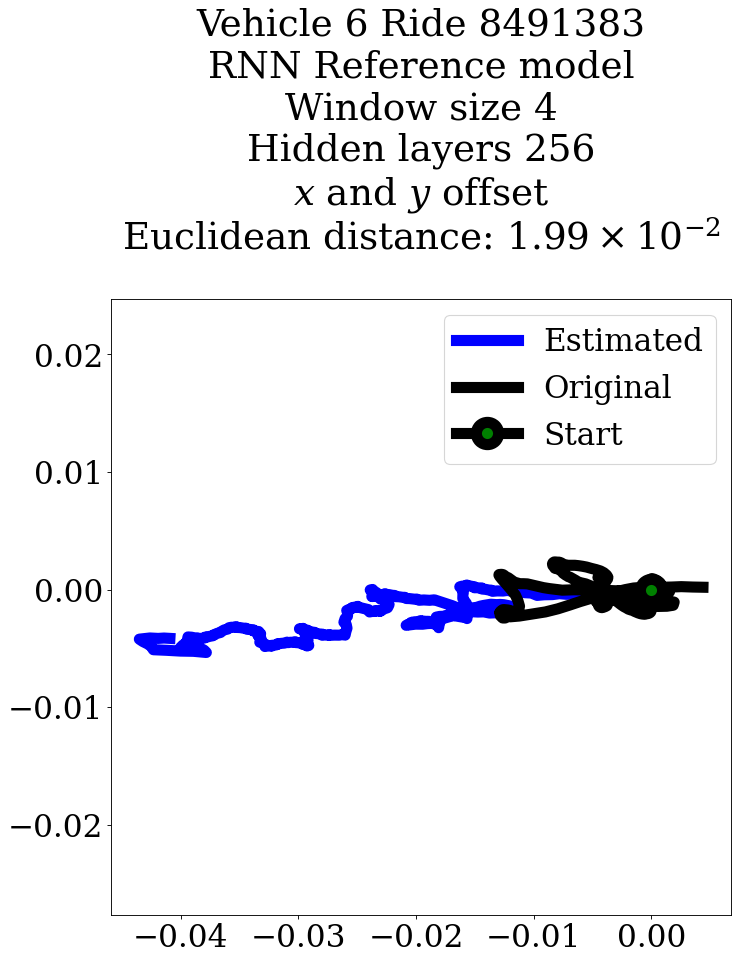 Vehicle 6 Ride 8491383
RNN Reference model
Window size 4
Hidden layers 256
x and y offset
Euclidean distance: 1.99 × 10⁻²
Estimated
Original
Start
0.02
0.01
0.00
−0.01
−0.02
−0.04 −0.03 −0.02 −0.01 0.00